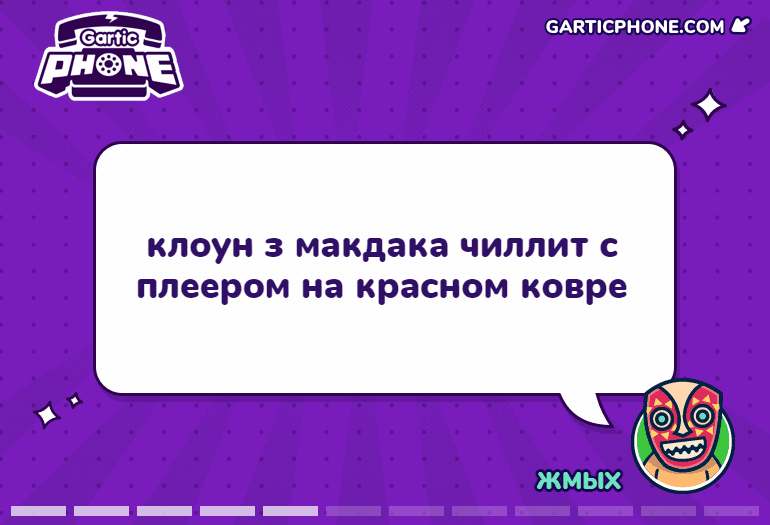 Gartic
PHONE
GARTICPHONE.COM
клоун з макдака чиллит с
плеером на красном ковре
ЖМЫХ